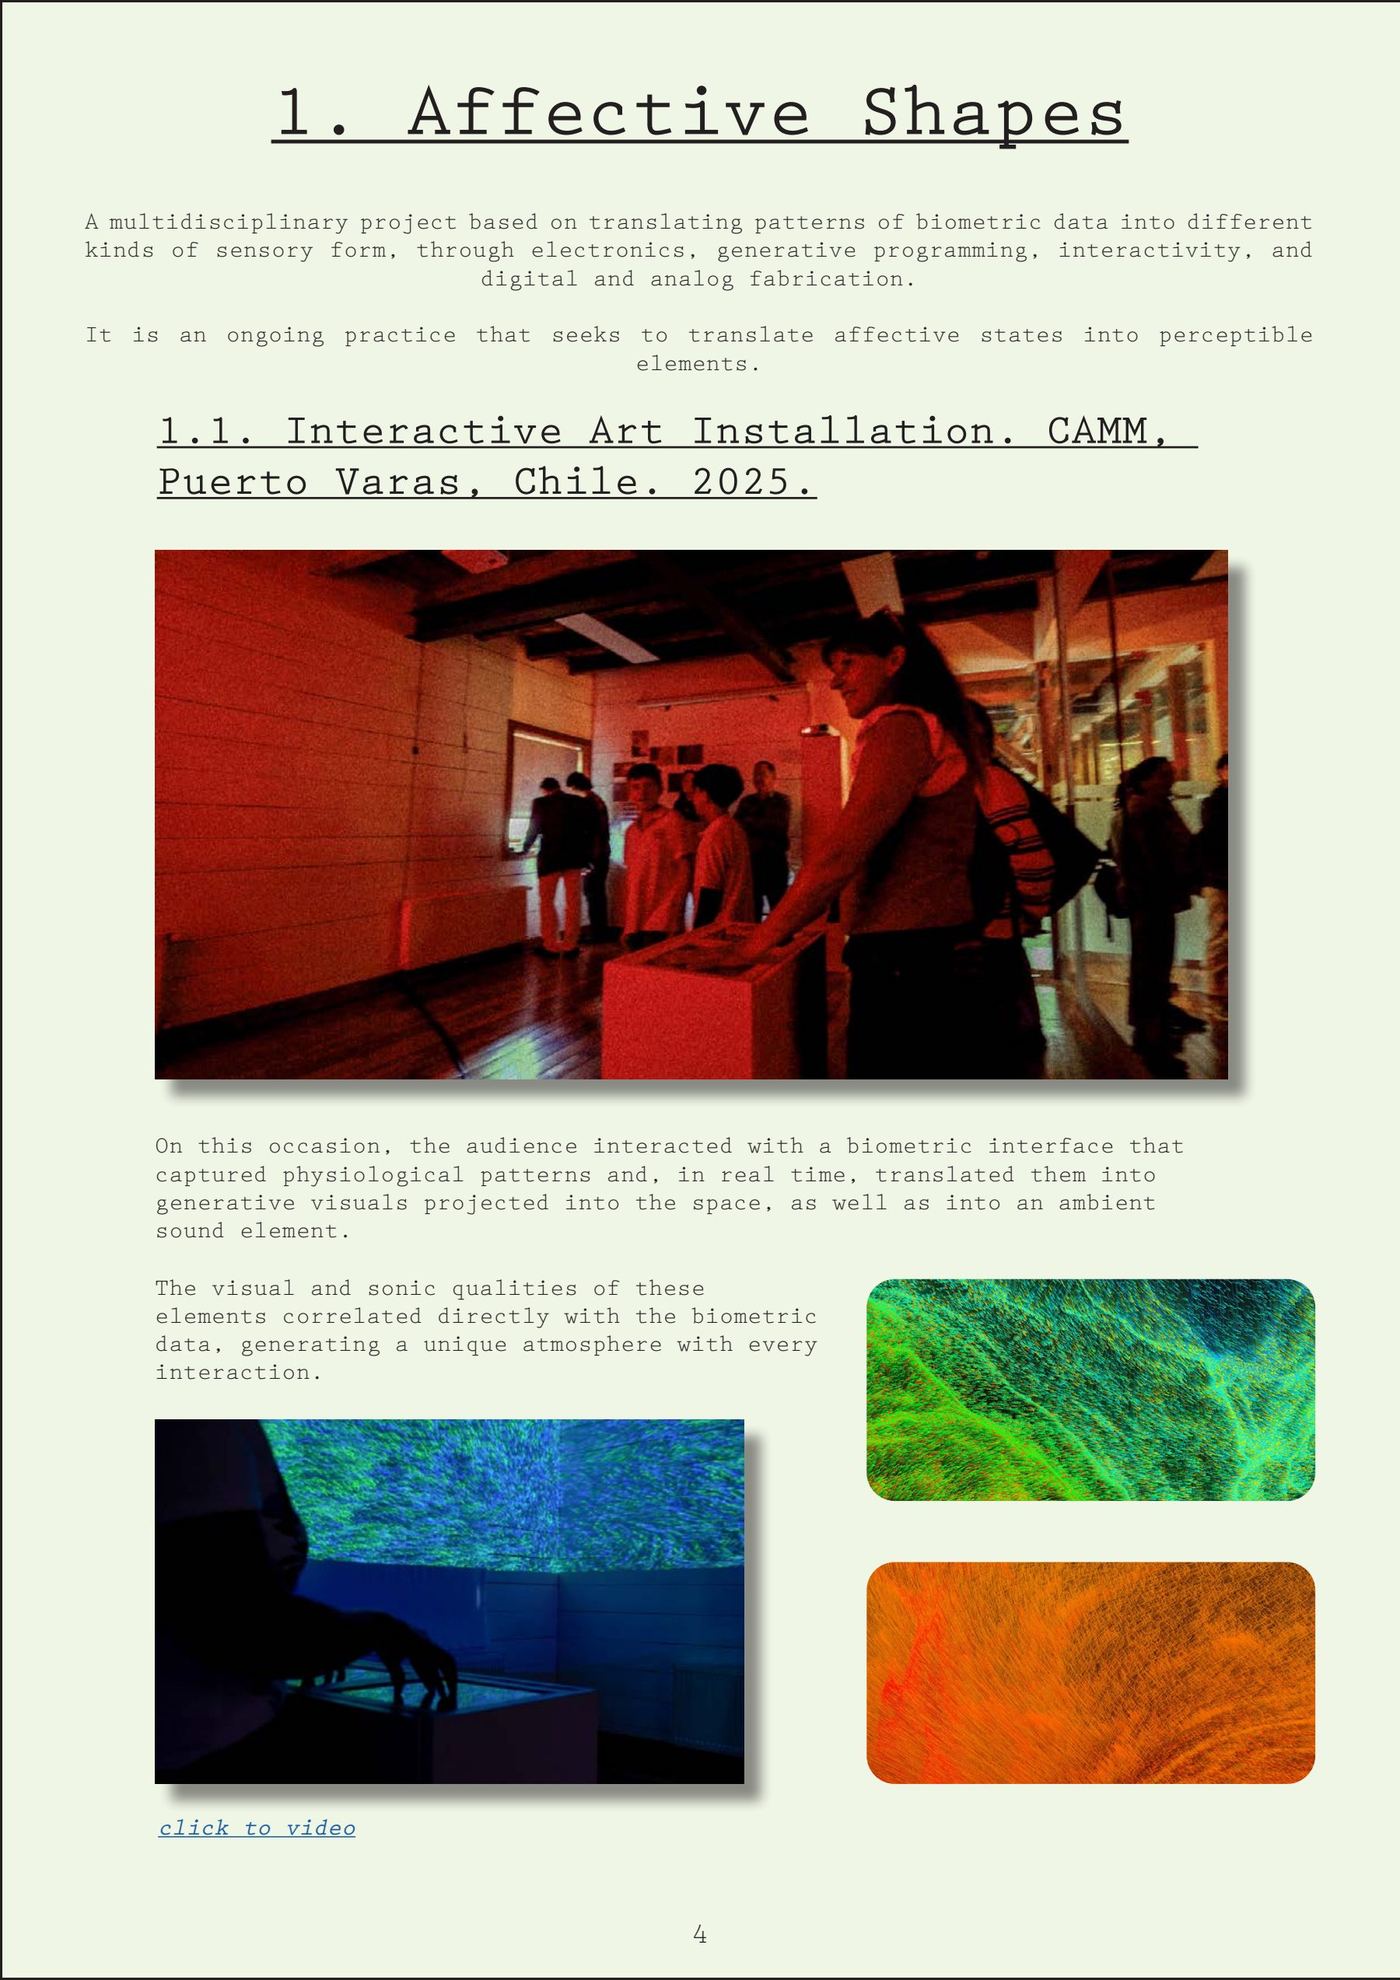 1. Affective Shapes
A multidisciplinary project based on translating patterns of biometric data into different
kinds of sensory form, through electronics, generative programming, interactivity, and
digital and analog fabrication.
It is an ongoing practice that seeks to translate affective states into perceptible
elements.
1.1. Interactive Art Installation. CAMM,
Puerto Varas, Chile. 2025.
On this occasion, the audience interacted with a biometric interface that
captured physiological patterns and, in real time, translated them into
generative visuals projected into the space, as well as into an ambient
sound element.
The visual and sonic qualities of these
elements correlated directly with the biometric
data, generating a unique atmosphere with every
interaction.
click to video
4